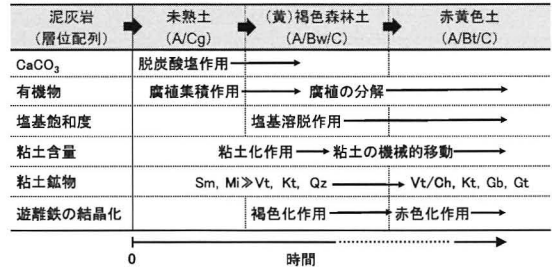 泥灰岩 未熟土 (黄)褐色森林土 赤黄色土
(層位配列) (A/Cg) (A/Bw/C) (A/Bt/C)
CaCO₃ 脱炭酸塩作用
有機物 腐植集積作用 腐植の分解
塩基飽和度 塩基溶脱作用
粘土含量 粘土化作用 粘土の機械的移動
粘土鉱物 Sm, Mi≫Vt, Kt, Qz Vt/Ch, Kt, Gb, Gt
遊離鉄の結晶化 褐色化作用 赤色化作用
0 時間